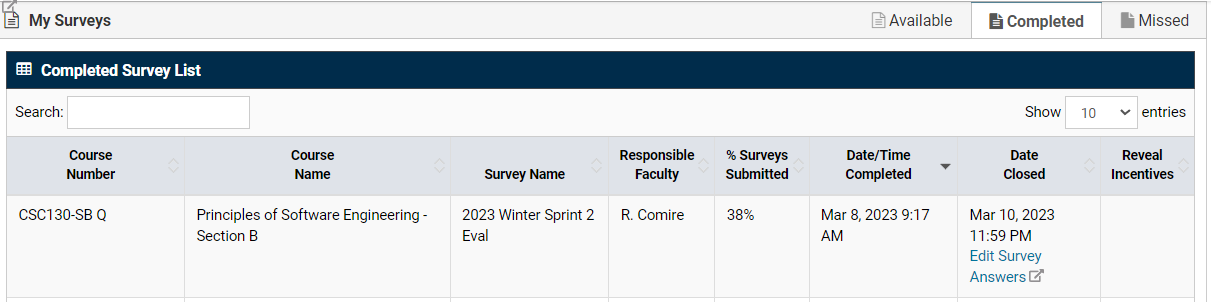 My Surveys
Available
Completed
Missed
Completed Survey List
Search:
Show 10 entries
Course
Number
Course
Name
Survey Name
Responsible
Faculty
% Surveys
Submitted
Date/Time
Completed
Date
Closed
Reveal
Incentives
CSC130-SB Q
Principles of Software Engineering -
Section B
2023 Winter Sprint 2
Eval
R. Comire
38%
Mar 8, 2023 9:17
AM
Mar 10, 2023
11:59 PM
Edit Survey
Answers